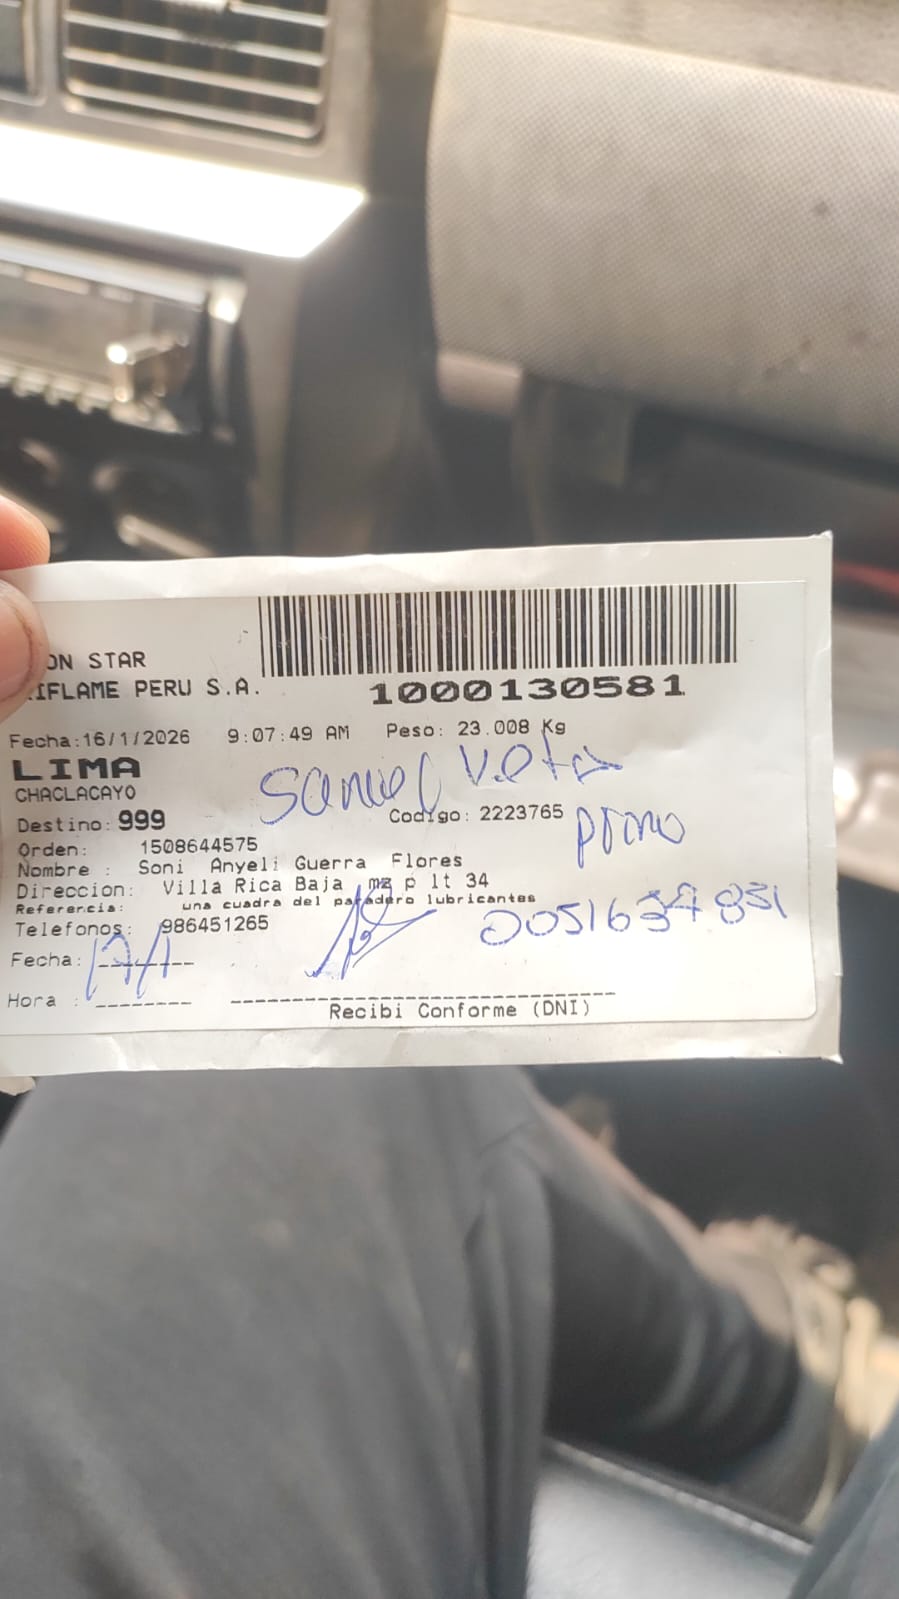 ON STAR
IFLAME PERU S.A.
1000130581
Fecha:16/1/2026 9:07:49 AM Peso: 23.008 Kg
LIMA
CHACLACAYO
Destino: 999
Codigo: 2223765
primo
Orden: 1508644575
Nombre : Soni Anyeli Guerra Flores
Direccion: Villa Rica Baja mz p lt 34
Referencia: una cuadra del paradero lubricantes
Telefonos: 986451265
Fecha:
Hora :
Recibi Conforme (DNI)